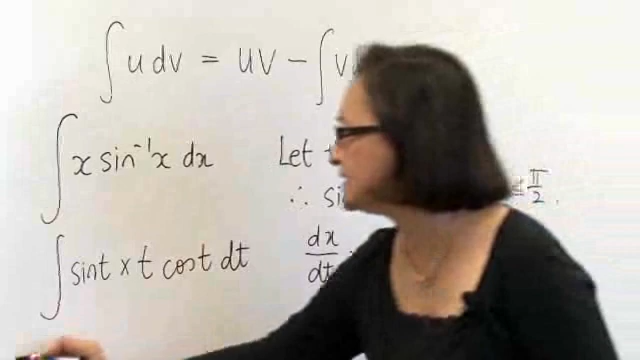 ∫ u dv = uv − ∫ v
∫ x sin⁻¹x dx Let
∴ si ≤ π/2 .
∫ sint × t cost dt dx/dt